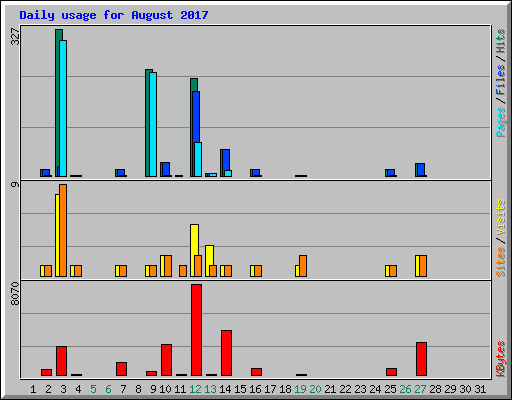 Daily usage for August 2017
327
Pages / Files / Hits
9
Sites / Visits
8070
KBytes
1 2 3 4 5 6 7 8 9 10 11 12 13 14 15 16 17 18 19 20 21 22 23 24 25 26 27 28 29 30 31